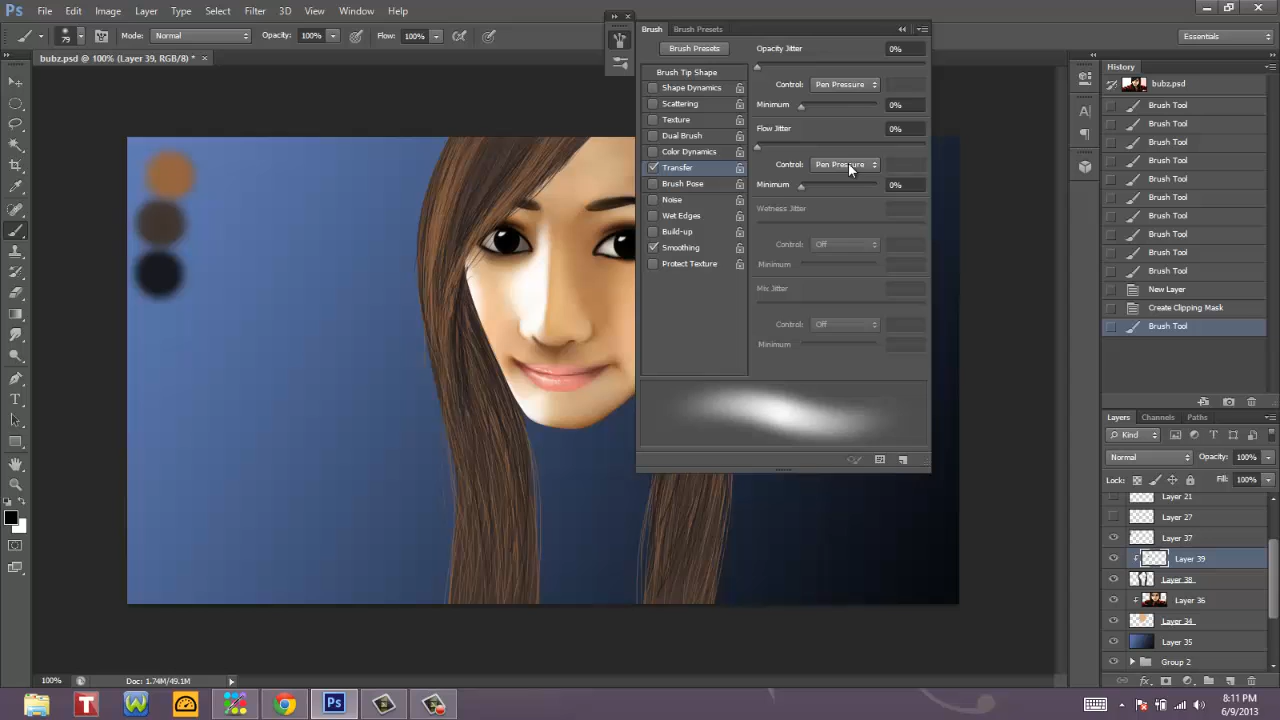 Ps File Edit Image Layer Type Select Filter 3D View Window Help
79 Mode: Normal Opacity: 100% Flow: 100% Essentials
bubz.psd @ 100% (Layer 39, RGB/8) * ×
Brush Brush Presets
Brush Presets
Brush Tip Shape
Shape Dynamics
Scattering
Texture
Dual Brush
Color Dynamics
Transfer
Brush Pose
Noise
Wet Edges
Build-up
Smoothing
Protect Texture
Opacity Jitter 0%
Control: Pen Pressure
Minimum 0%
Flow Jitter 0%
Control: Pen Pressure
Minimum 0%
Wetness Jitter
Control: Off
Minimum
Mix Jitter
Control: Off
Minimum
History
bubz.psd
Brush Tool
Brush Tool
Brush Tool
Brush Tool
Brush Tool
Brush Tool
Brush Tool
Brush Tool
Brush Tool
Brush Tool
New Layer
Create Clipping Mask
Brush Tool
Layers Channels Paths
Kind
Normal Opacity: 100%
Lock: Fill: 100%
Layer 21
Layer 27
Layer 37
Layer 39
Layer 38
Layer 36
Layer 34
Layer 35
Group 2
100% Doc: 1.74M/49.1M
8:11 PM
6/9/2013